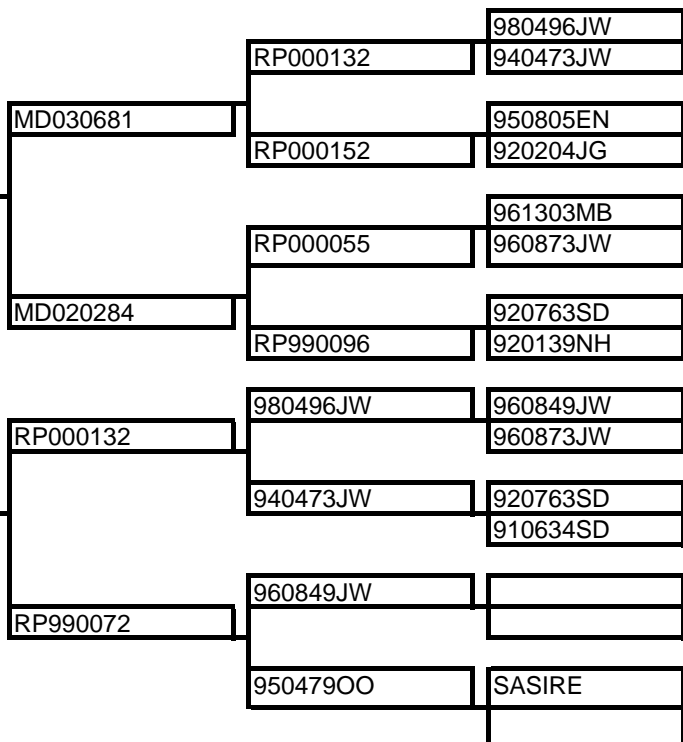 980496JW
RP000132 940473JW
MD030681 950805EN
RP000152 920204JG
961303MB
RP000055 960873JW
MD020284 920763SD
RP990096 920139NH
980496JW 960849JW
RP000132 960873JW
940473JW 920763SD
910634SD
960849JW
RP990072
950479OO SASIRE